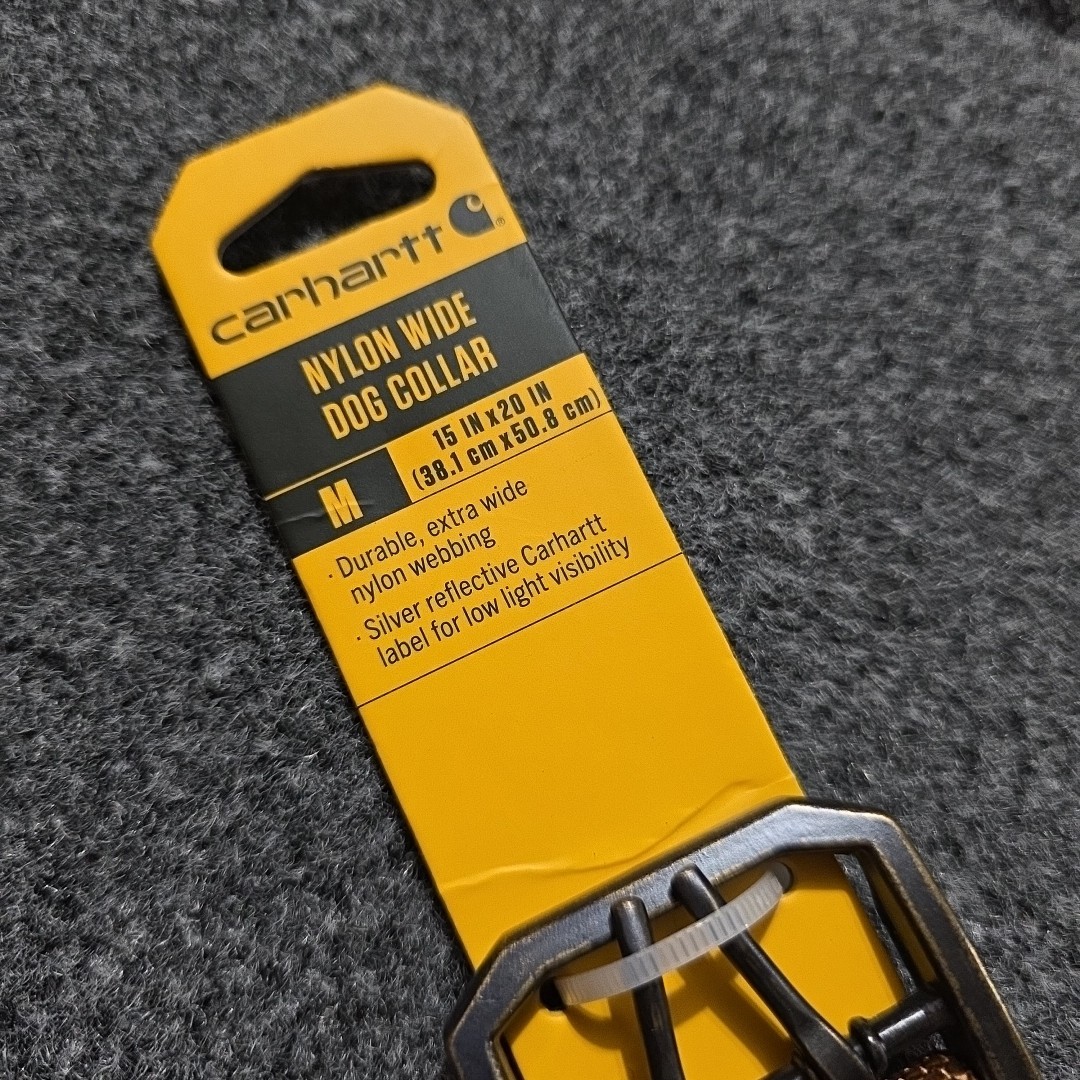 carhartt
NYLON WIDE
DOG COLLAR
M
15 IN x 20 IN
(38.1 cm x 50.8 cm)
· Durable, extra wide
nylon webbing
· Silver reflective Carhartt
label for low light visibility